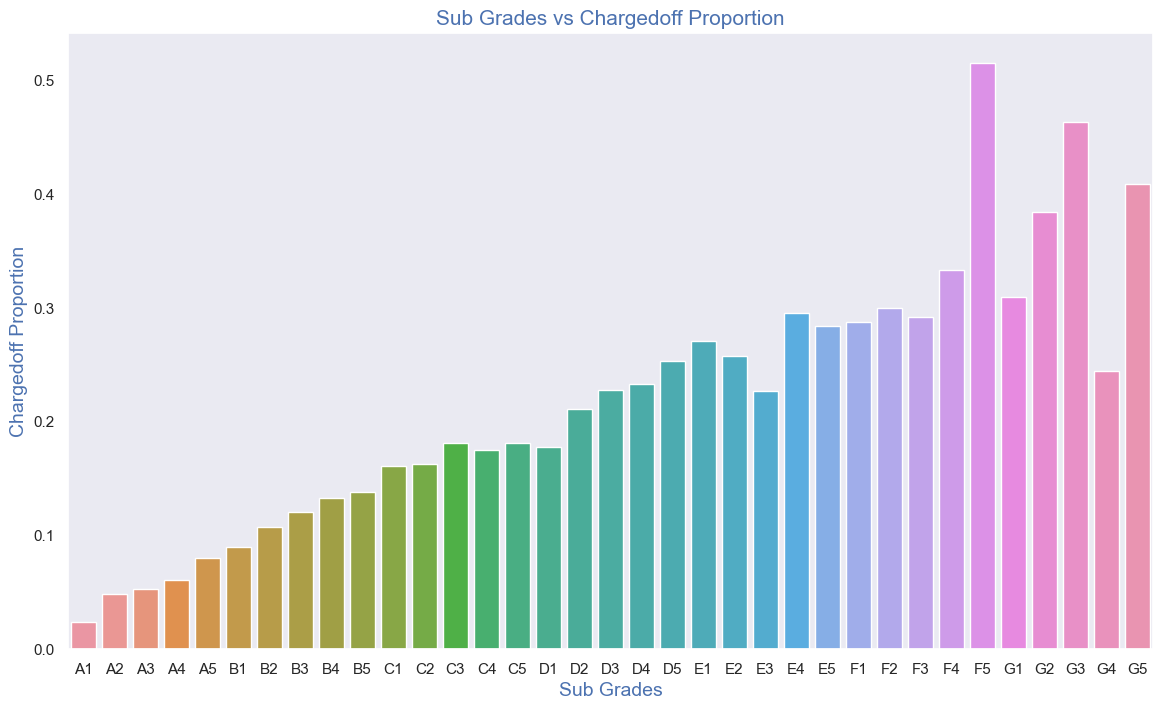 Sub Grades vs Chargedoff Proportion
Chargedoff Proportion
0.5
0.4
0.3
0.2
0.1
0.0
A1 A2 A3 A4 A5 B1 B2 B3 B4 B5 C1 C2 C3 C4 C5 D1 D2 D3 D4 D5 E1 E2 E3 E4 E5 F1 F2 F3 F4 F5 G1 G2 G3 G4 G5
Sub Grades